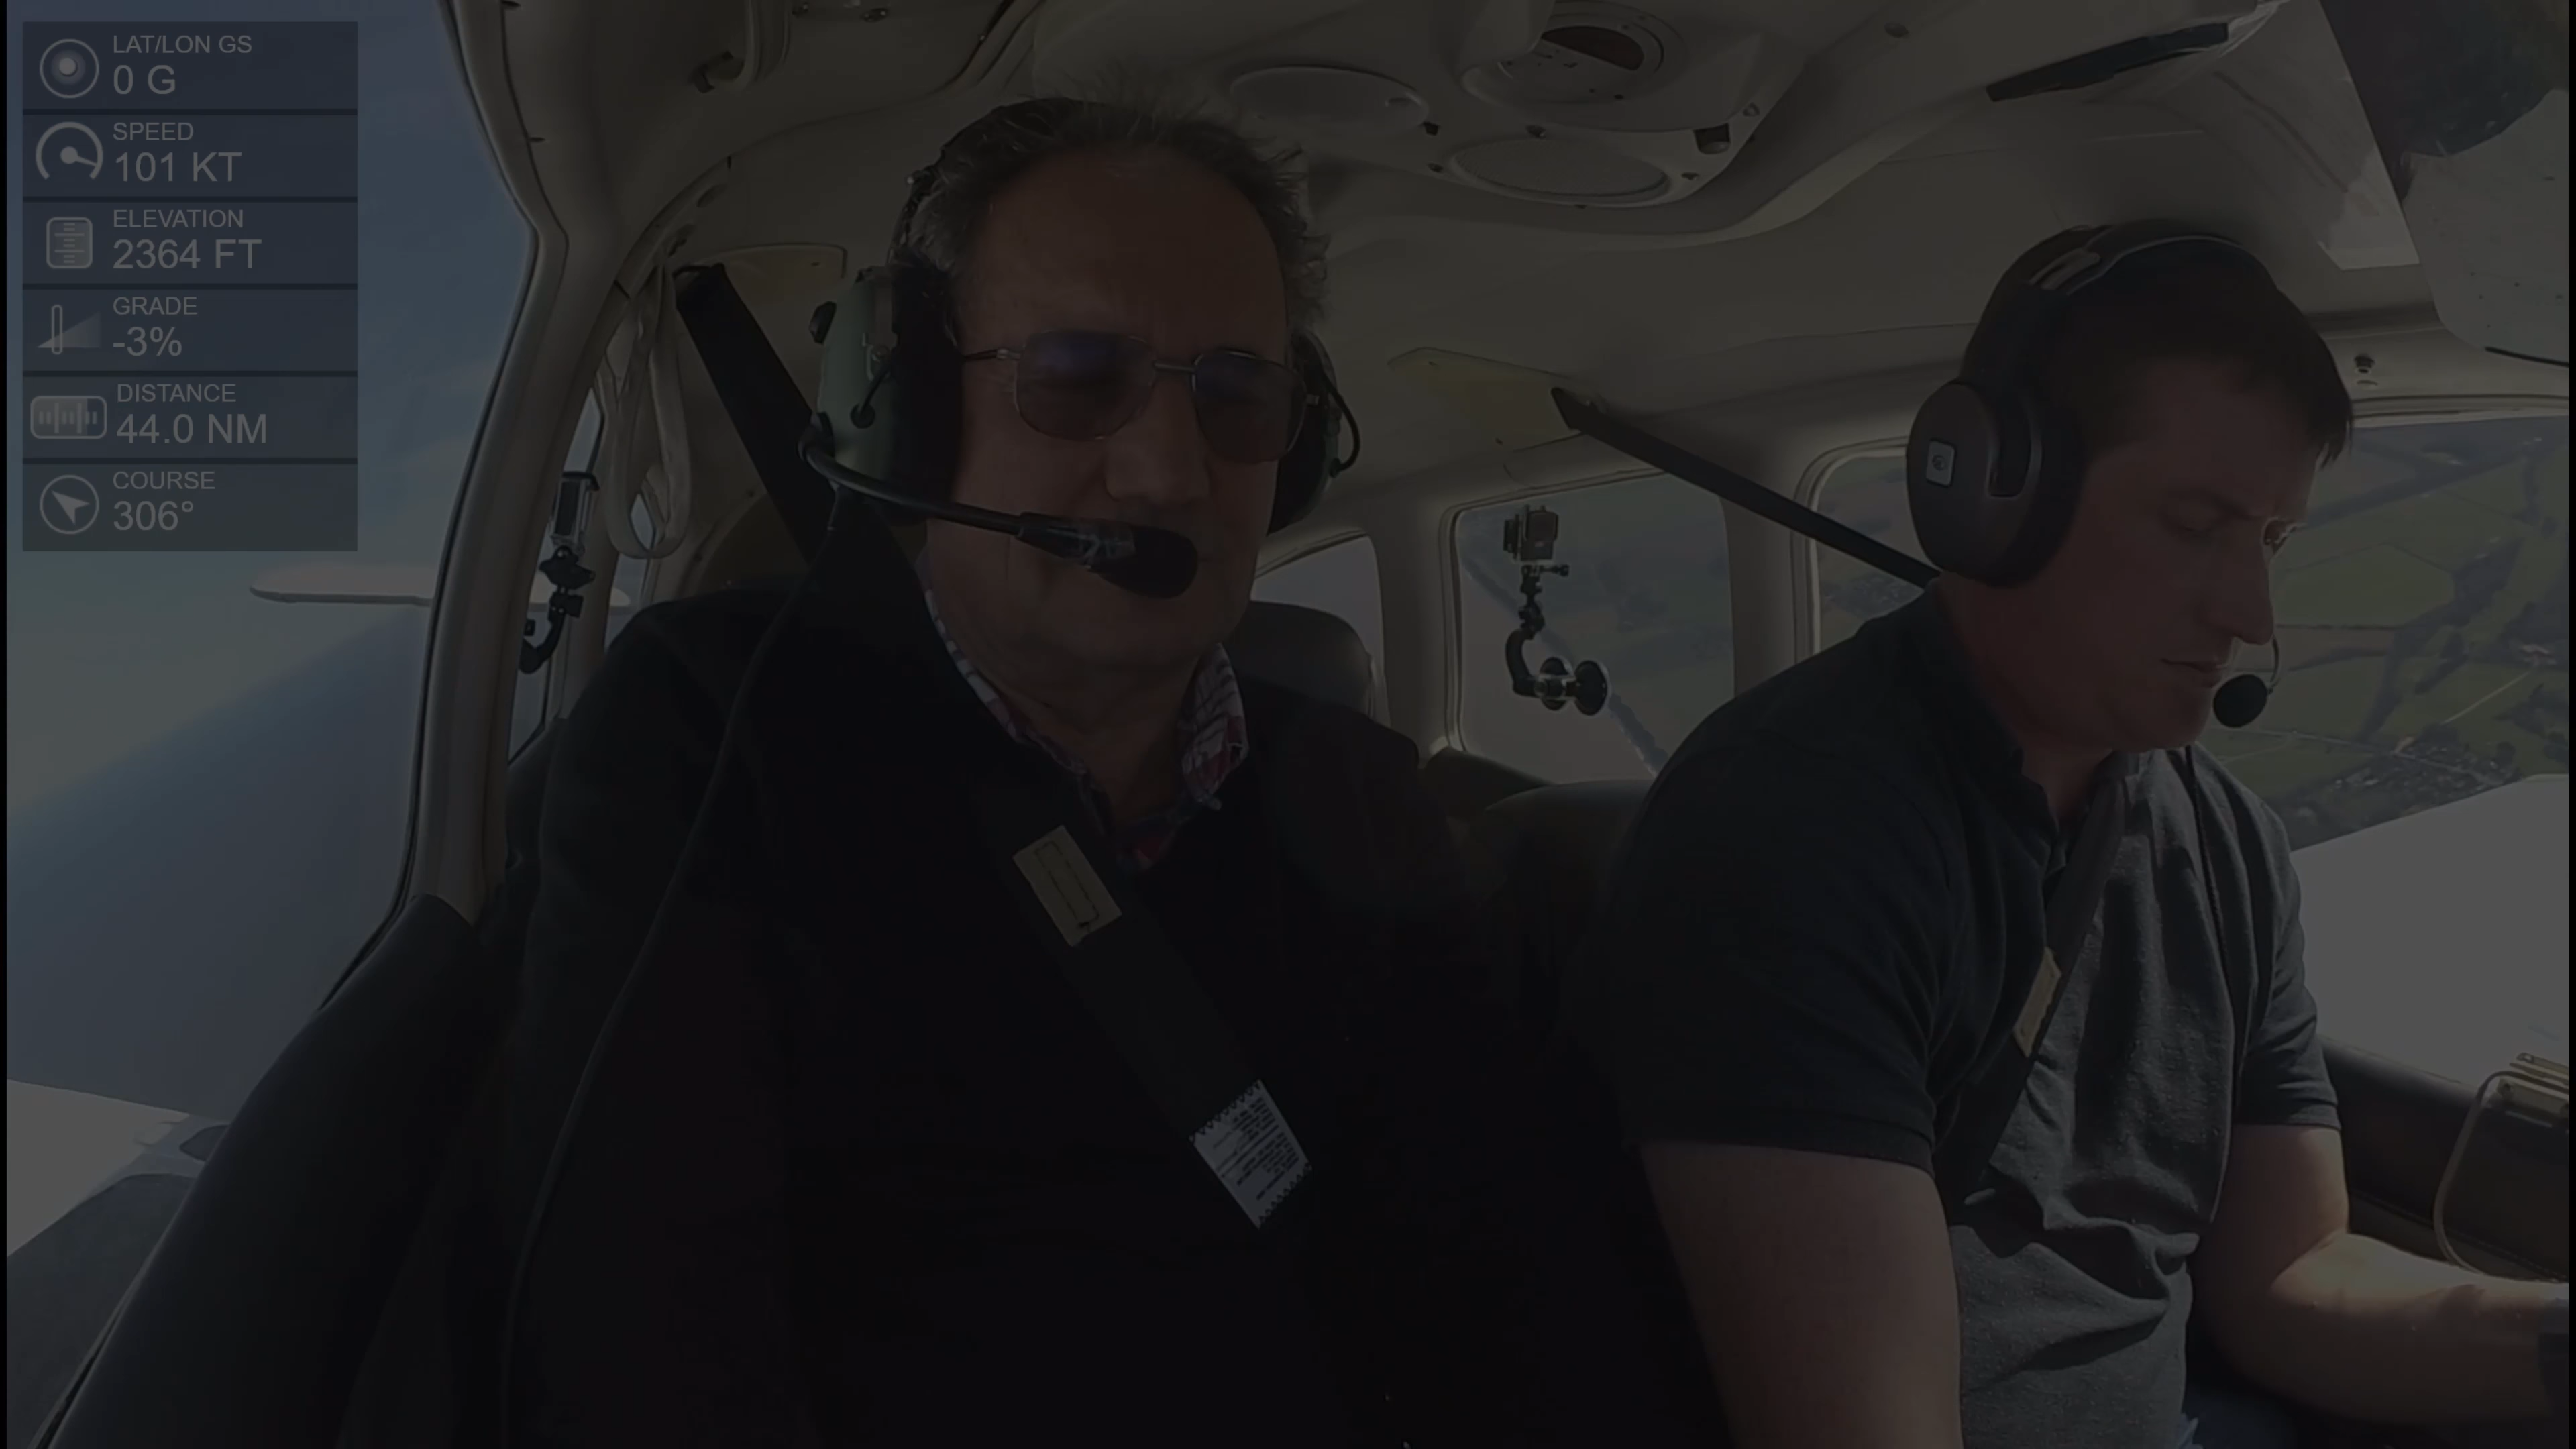 LAT/LON GS
0 G
SPEED
101 KT
ELEVATION
2364 FT
GRADE
-3%
DISTANCE
44.0 NM
COURSE
306°